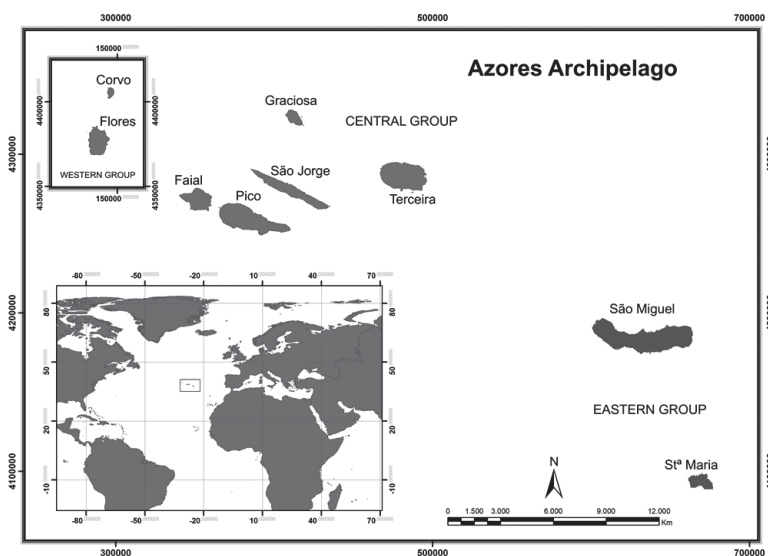 300000 500000 700000
Azores Archipelago
150000
Corvo
4400000 4400000
Flores
WESTERN GROUP
4350000 4350000
150000
Graciosa
CENTRAL GROUP
São Jorge
Faial
Pico
Terceira
4300000
4200000
4100000
-80 -50 -20 10 40 70
80 80
50 50
20 20
-10 -10
-80 -50 -20 10 40 70
São Miguel
EASTERN GROUP
Stª Maria
N
0 1.500 3.000 6.000 9.000 12.000
Km
300000 500000 700000